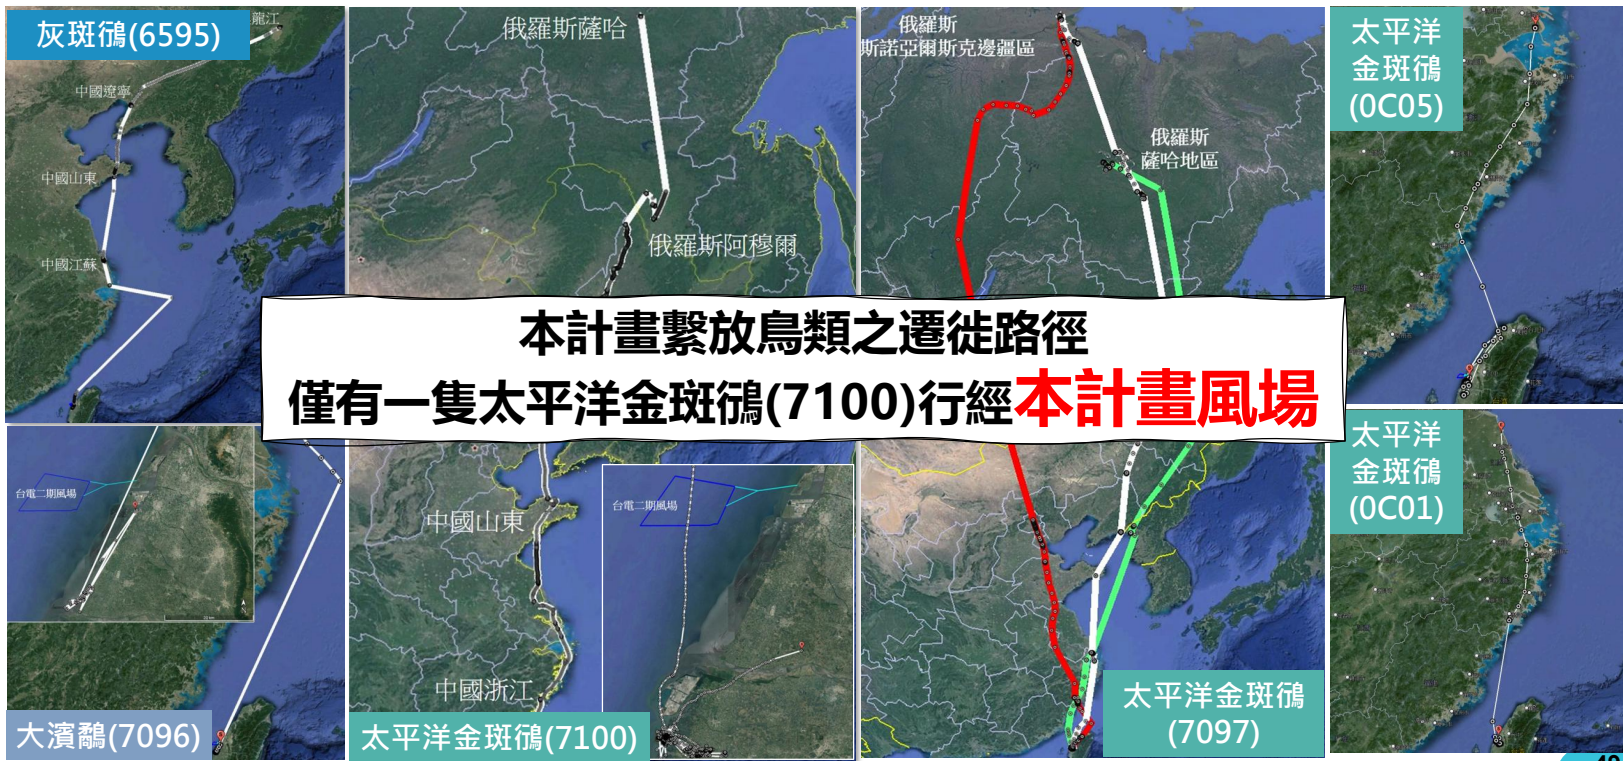 灰斑鴴(6595)
龍江
中國遼寧
中國山東
中國江蘇
俄羅斯薩哈
俄羅斯阿穆爾
俄羅斯
斯諾亞爾斯克邊疆區
俄羅斯
薩哈地區
太平洋
金斑鴴
(0C05)
本計畫繫放鳥類之遷徙路徑
僅有一隻太平洋金斑鴴(7100)行經本計畫風場
台電二期風場
大濱鷸(7096)
中國山東
中國浙江
台電二期風場
太平洋金斑鴴(7100)
太平洋金斑鴴
(7097)
太平洋
金斑鴴
(0C01)